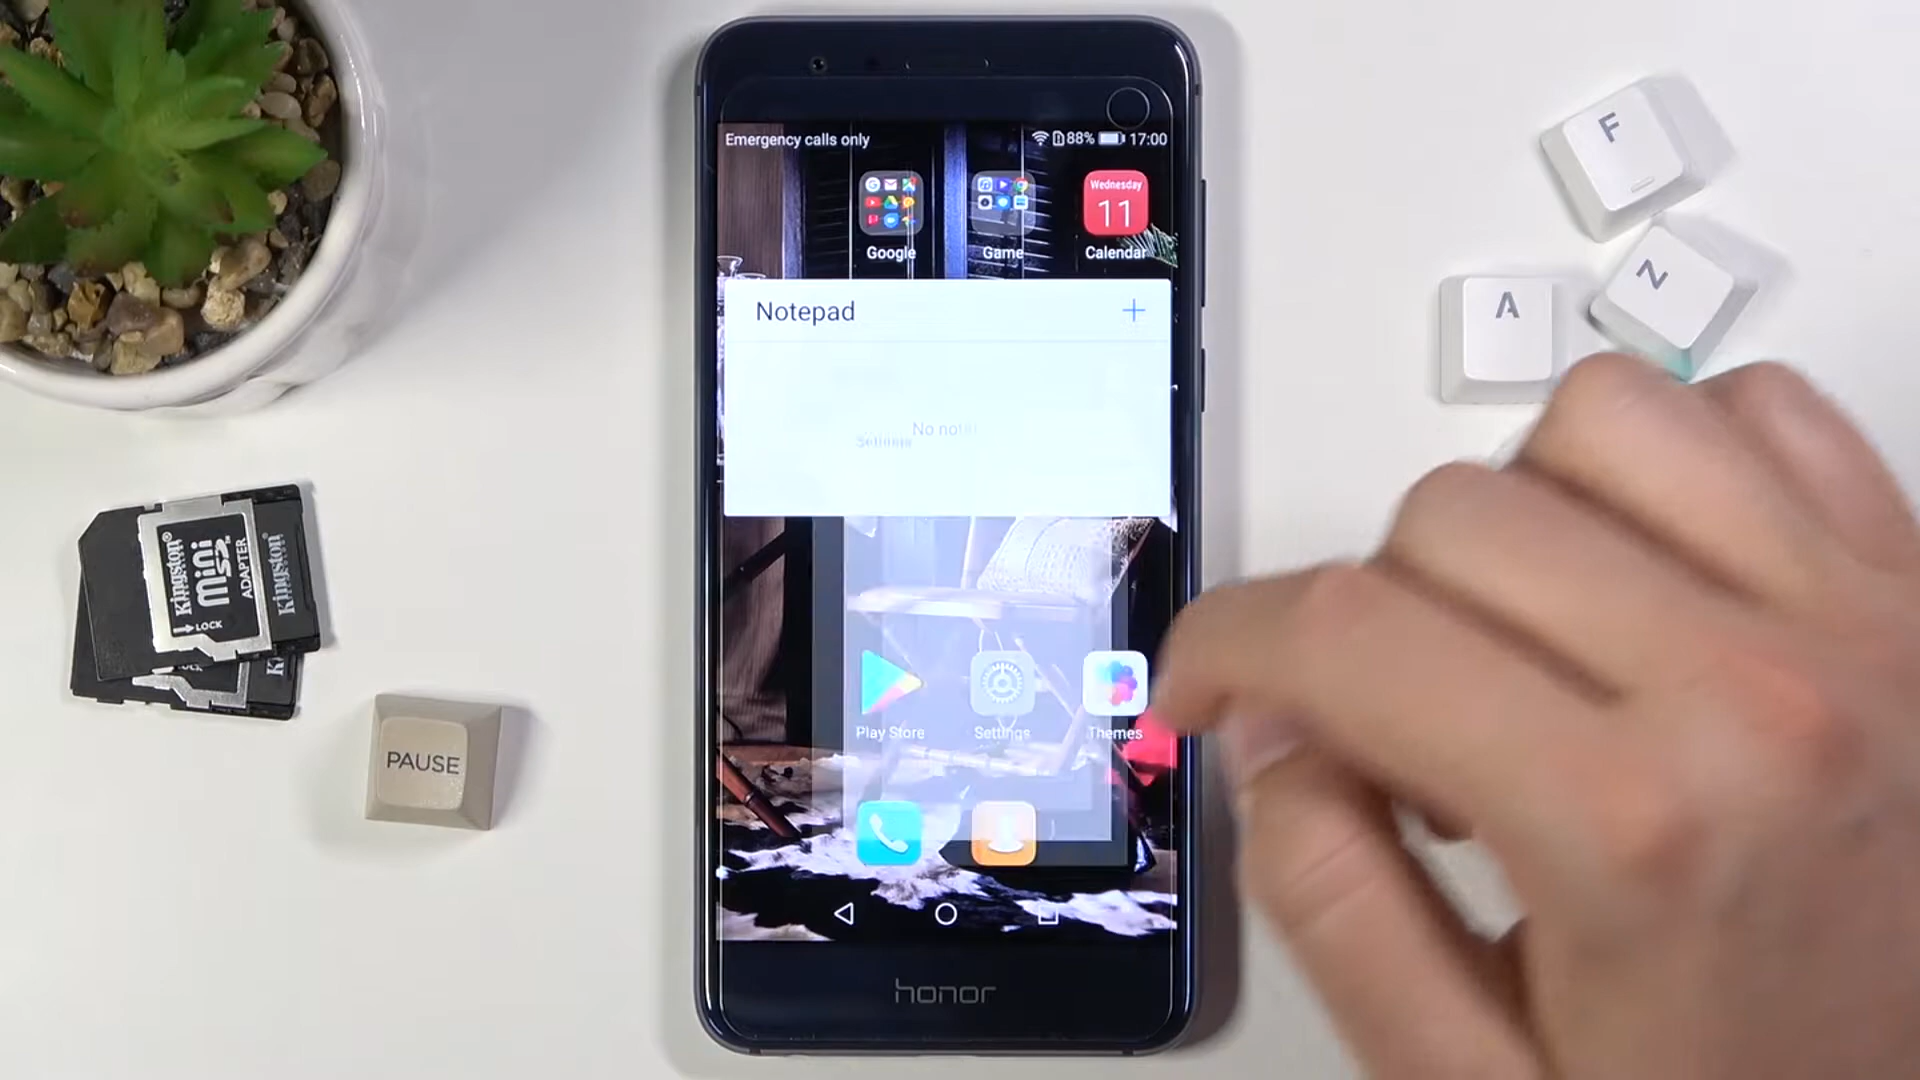 Emergency calls only
88%
17:00
Wednesday
11
Google
Game
Calendar
Notepad
+
No notes
Settings
Play Store
Settings
Themes
honor
F
N
A
PAUSE
Kingston®
mini
SD
ADAPTER
LOCK
Kingston